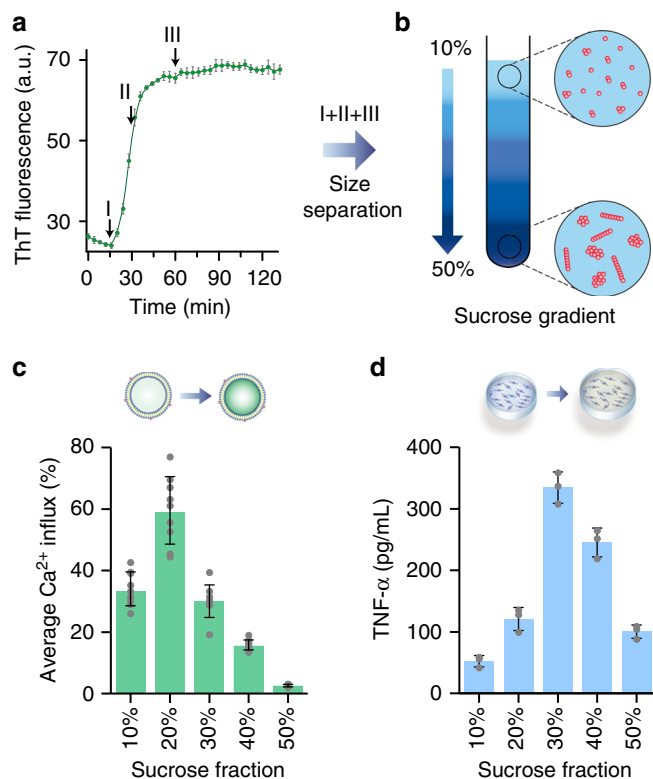 a
ThT fluorescence (a.u.)
70
50
30
I
II
III
0
30
60
90
120
Time (min)
I+II+III
Size
separation
b
10%
50%
Sucrose gradient
c
Average Ca²⁺ influx (%)
80
60
40
20
0
10%
20%
30%
40%
50%
Sucrose fraction
d
TNF-α (pg/mL)
400
300
200
100
0
10%
20%
30%
40%
50%
Sucrose fraction